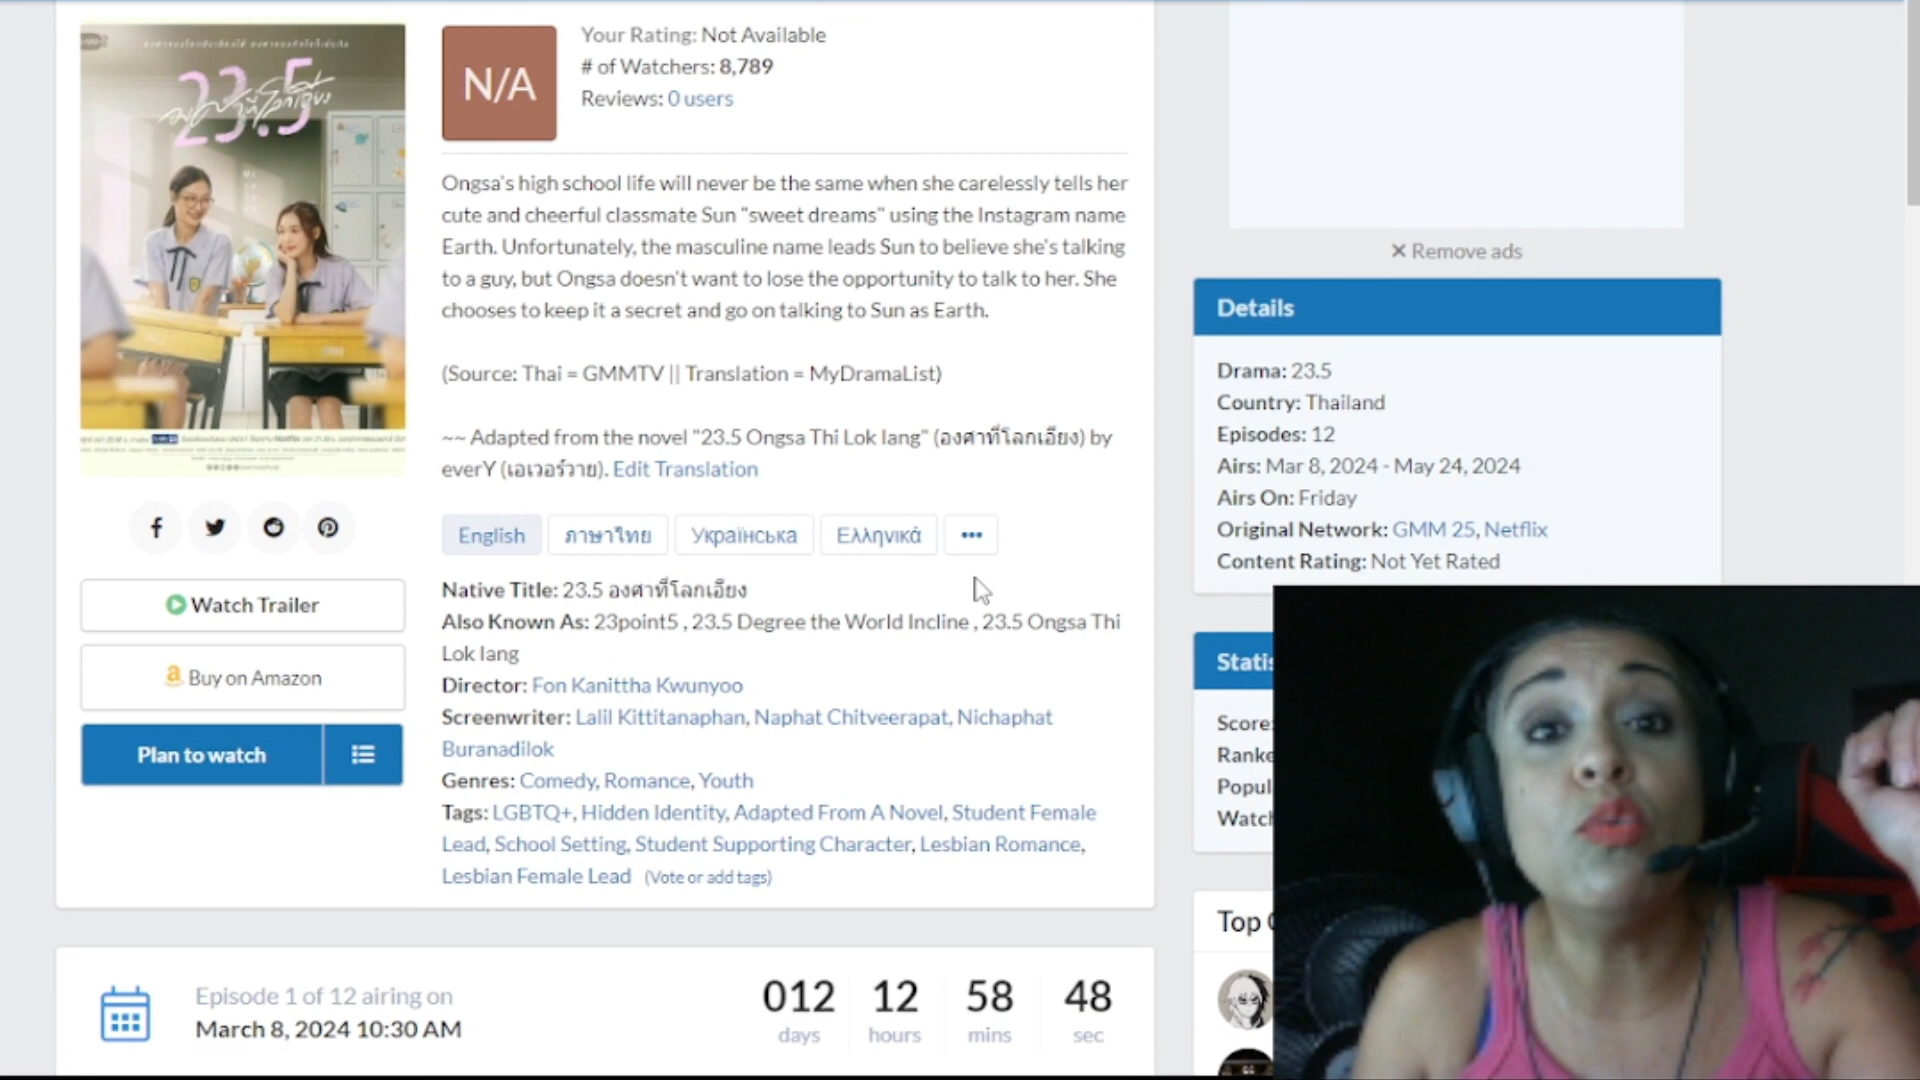 23.5
N/A
Your Rating: Not Available
# of Watchers: 8,789
Reviews: 0 users
Ongsa's high school life will never be the same when she carelessly tells her
cute and cheerful classmate Sun "sweet dreams" using the Instagram name
Earth. Unfortunately, the masculine name leads Sun to believe she's talking
to a guy, but Ongsa doesn't want to lose the opportunity to talk to her. She
chooses to keep it a secret and go on talking to Sun as Earth.
(Source: Thai = GMMTV || Translation = MyDramaList)
~~ Adapted from the novel "23.5 Ongsa Thi Lok Iang" (องศาที่โลกเอียง) by
everY (เอเวอร์วาย). Edit Translation
English ภาษาไทย Українська Ελληνικά •••
Native Title: 23.5 องศาที่โลกเอียง
Also Known As: 23point5 , 23.5 Degree the World Incline , 23.5 Ongsa Thi
Lok Iang
Director: Fon Kanittha Kwunyoo
Screenwriter: Lalil Kittitanaphan, Naphat Chitveerapat, Nichaphat
Buranadilok
Genres: Comedy, Romance, Youth
Tags: LGBTQ+, Hidden Identity, Adapted From A Novel, Student Female
Lead, School Setting, Student Supporting Character, Lesbian Romance,
Lesbian Female Lead (Vote or add tags)
Watch Trailer
Buy on Amazon
Plan to watch
Episode 1 of 12 airing on
March 8, 2024 10:30 AM
012 12 58 48
days hours mins sec
✕ Remove ads
Details
Drama: 23.5
Country: Thailand
Episodes: 12
Airs: Mar 8, 2024 - May 24, 2024
Airs On: Friday
Original Network: GMM 25, Netflix
Content Rating: Not Yet Rated
Statis
Score:
Ranke
Popul
Watch
Top